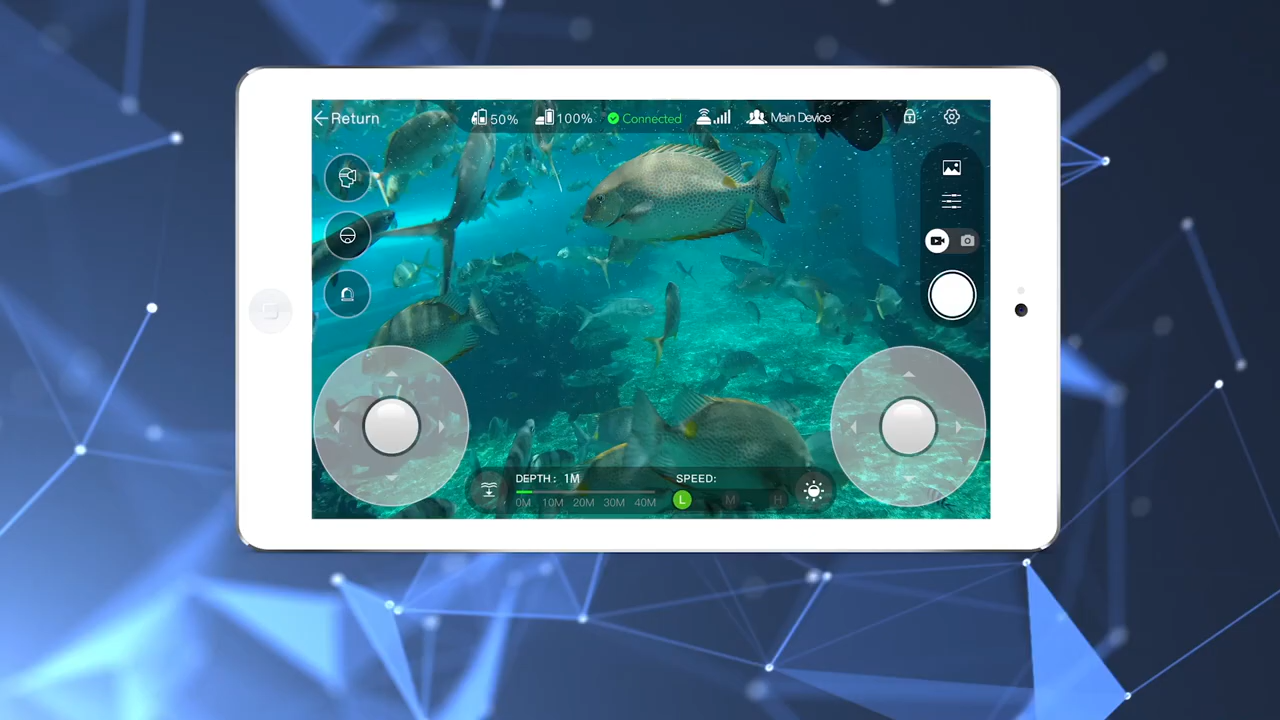 Return
50%
100%
Connected
Main Device
DEPTH : 1M
0M 10M 20M 30M 40M
SPEED:
L M H